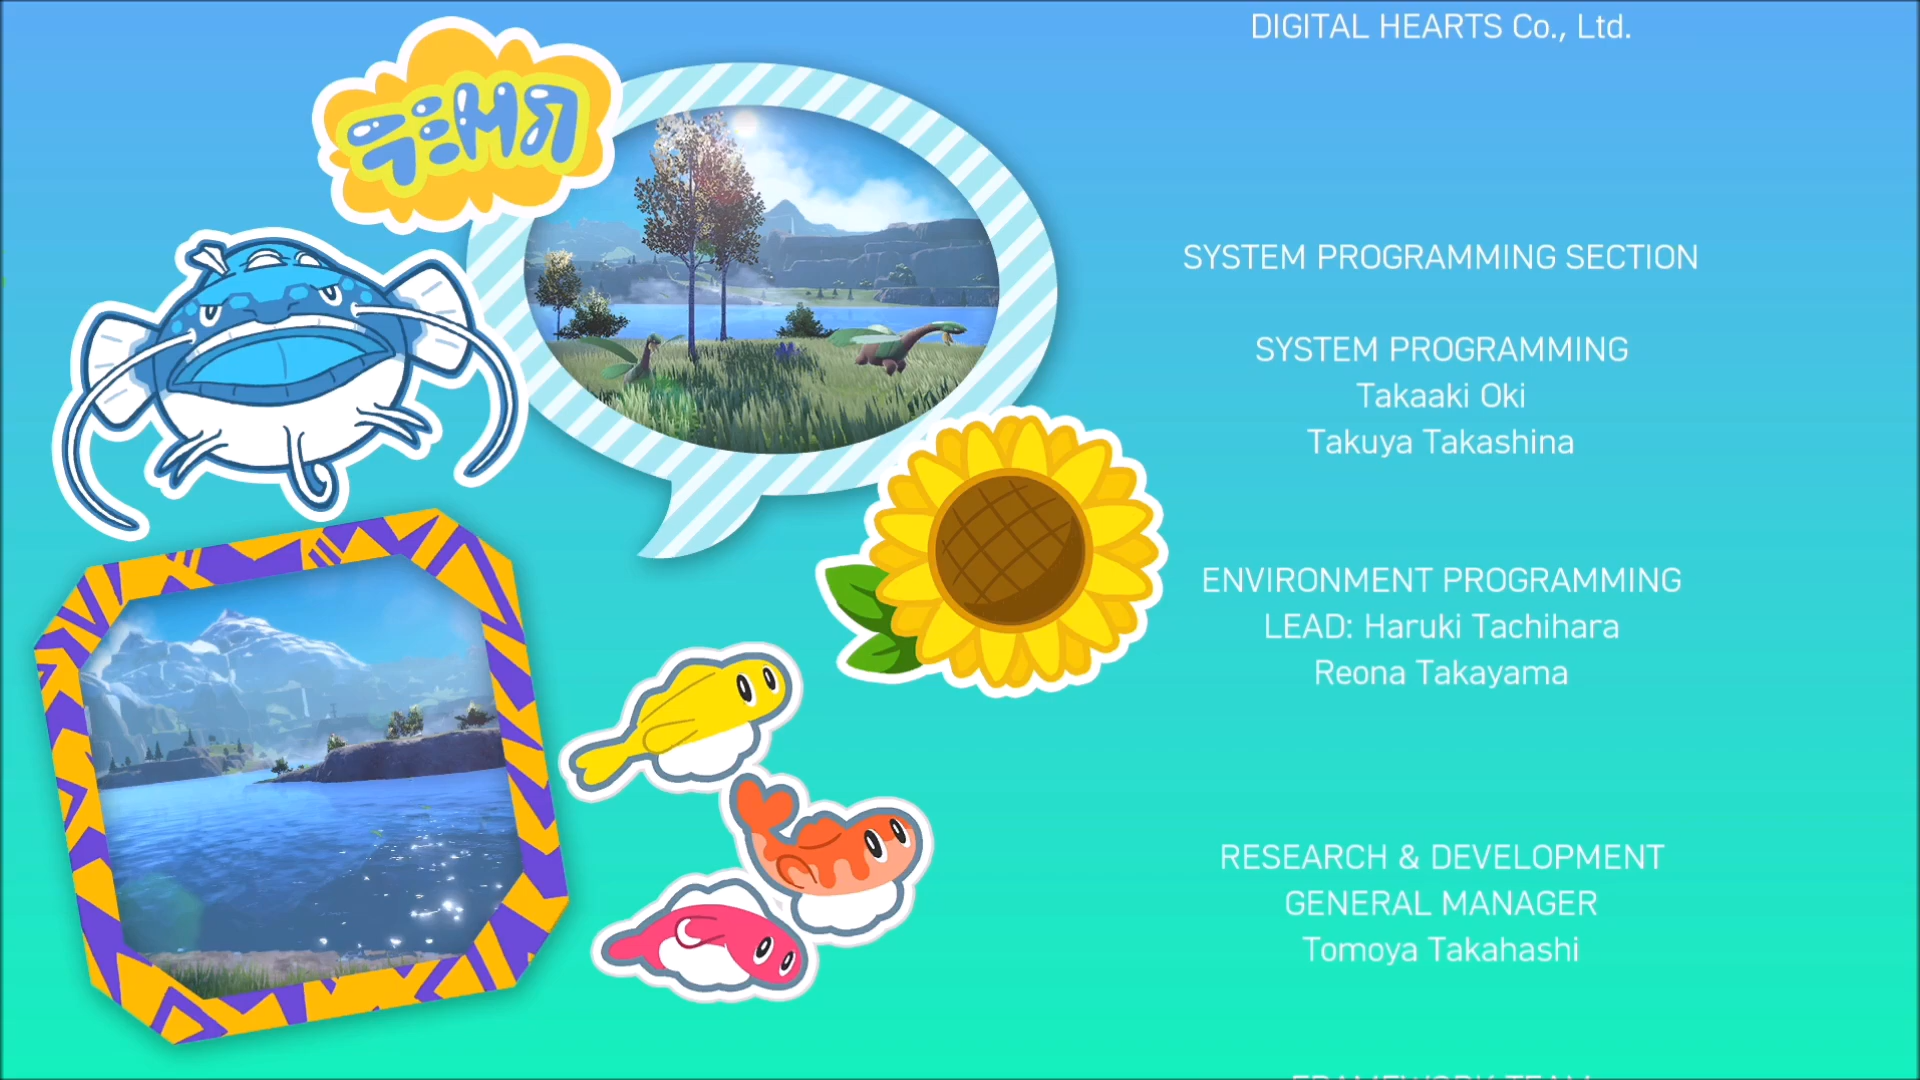 DIGITAL HEARTS Co., Ltd.
SYSTEM PROGRAMMING SECTION
SYSTEM PROGRAMMING
Takaaki Oki
Takuya Takashina
ENVIRONMENT PROGRAMMING
LEAD: Haruki Tachihara
Reona Takayama
RESEARCH & DEVELOPMENT
GENERAL MANAGER
Tomoya Takahashi